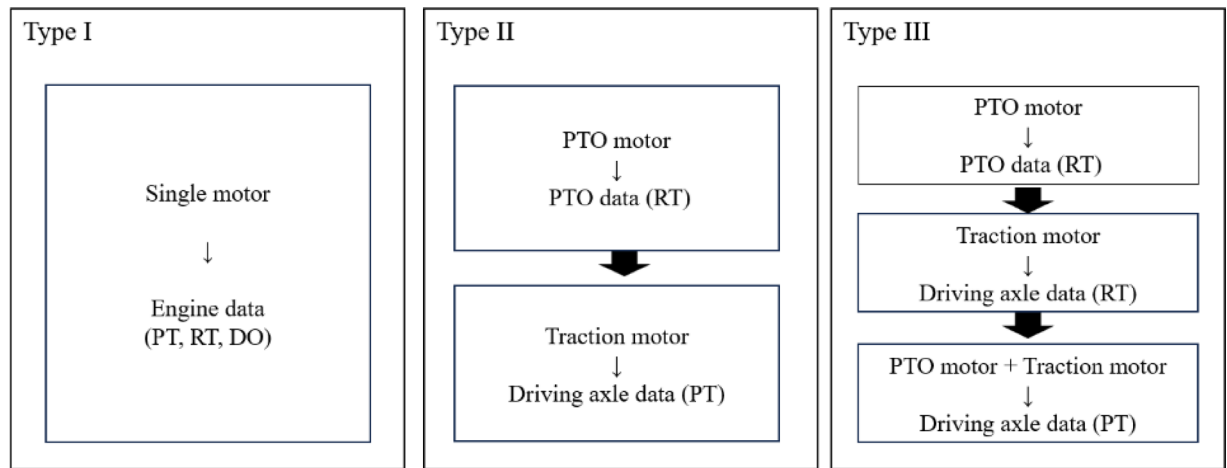 Type I
Single motor
↓
Engine data
(PT, RT, DO)
Type II
PTO motor
↓
PTO data (RT)
Traction motor
↓
Driving axle data (PT)
Type III
PTO motor
↓
PTO data (RT)
Traction motor
↓
Driving axle data (RT)
PTO motor + Traction motor
↓
Driving axle data (PT)